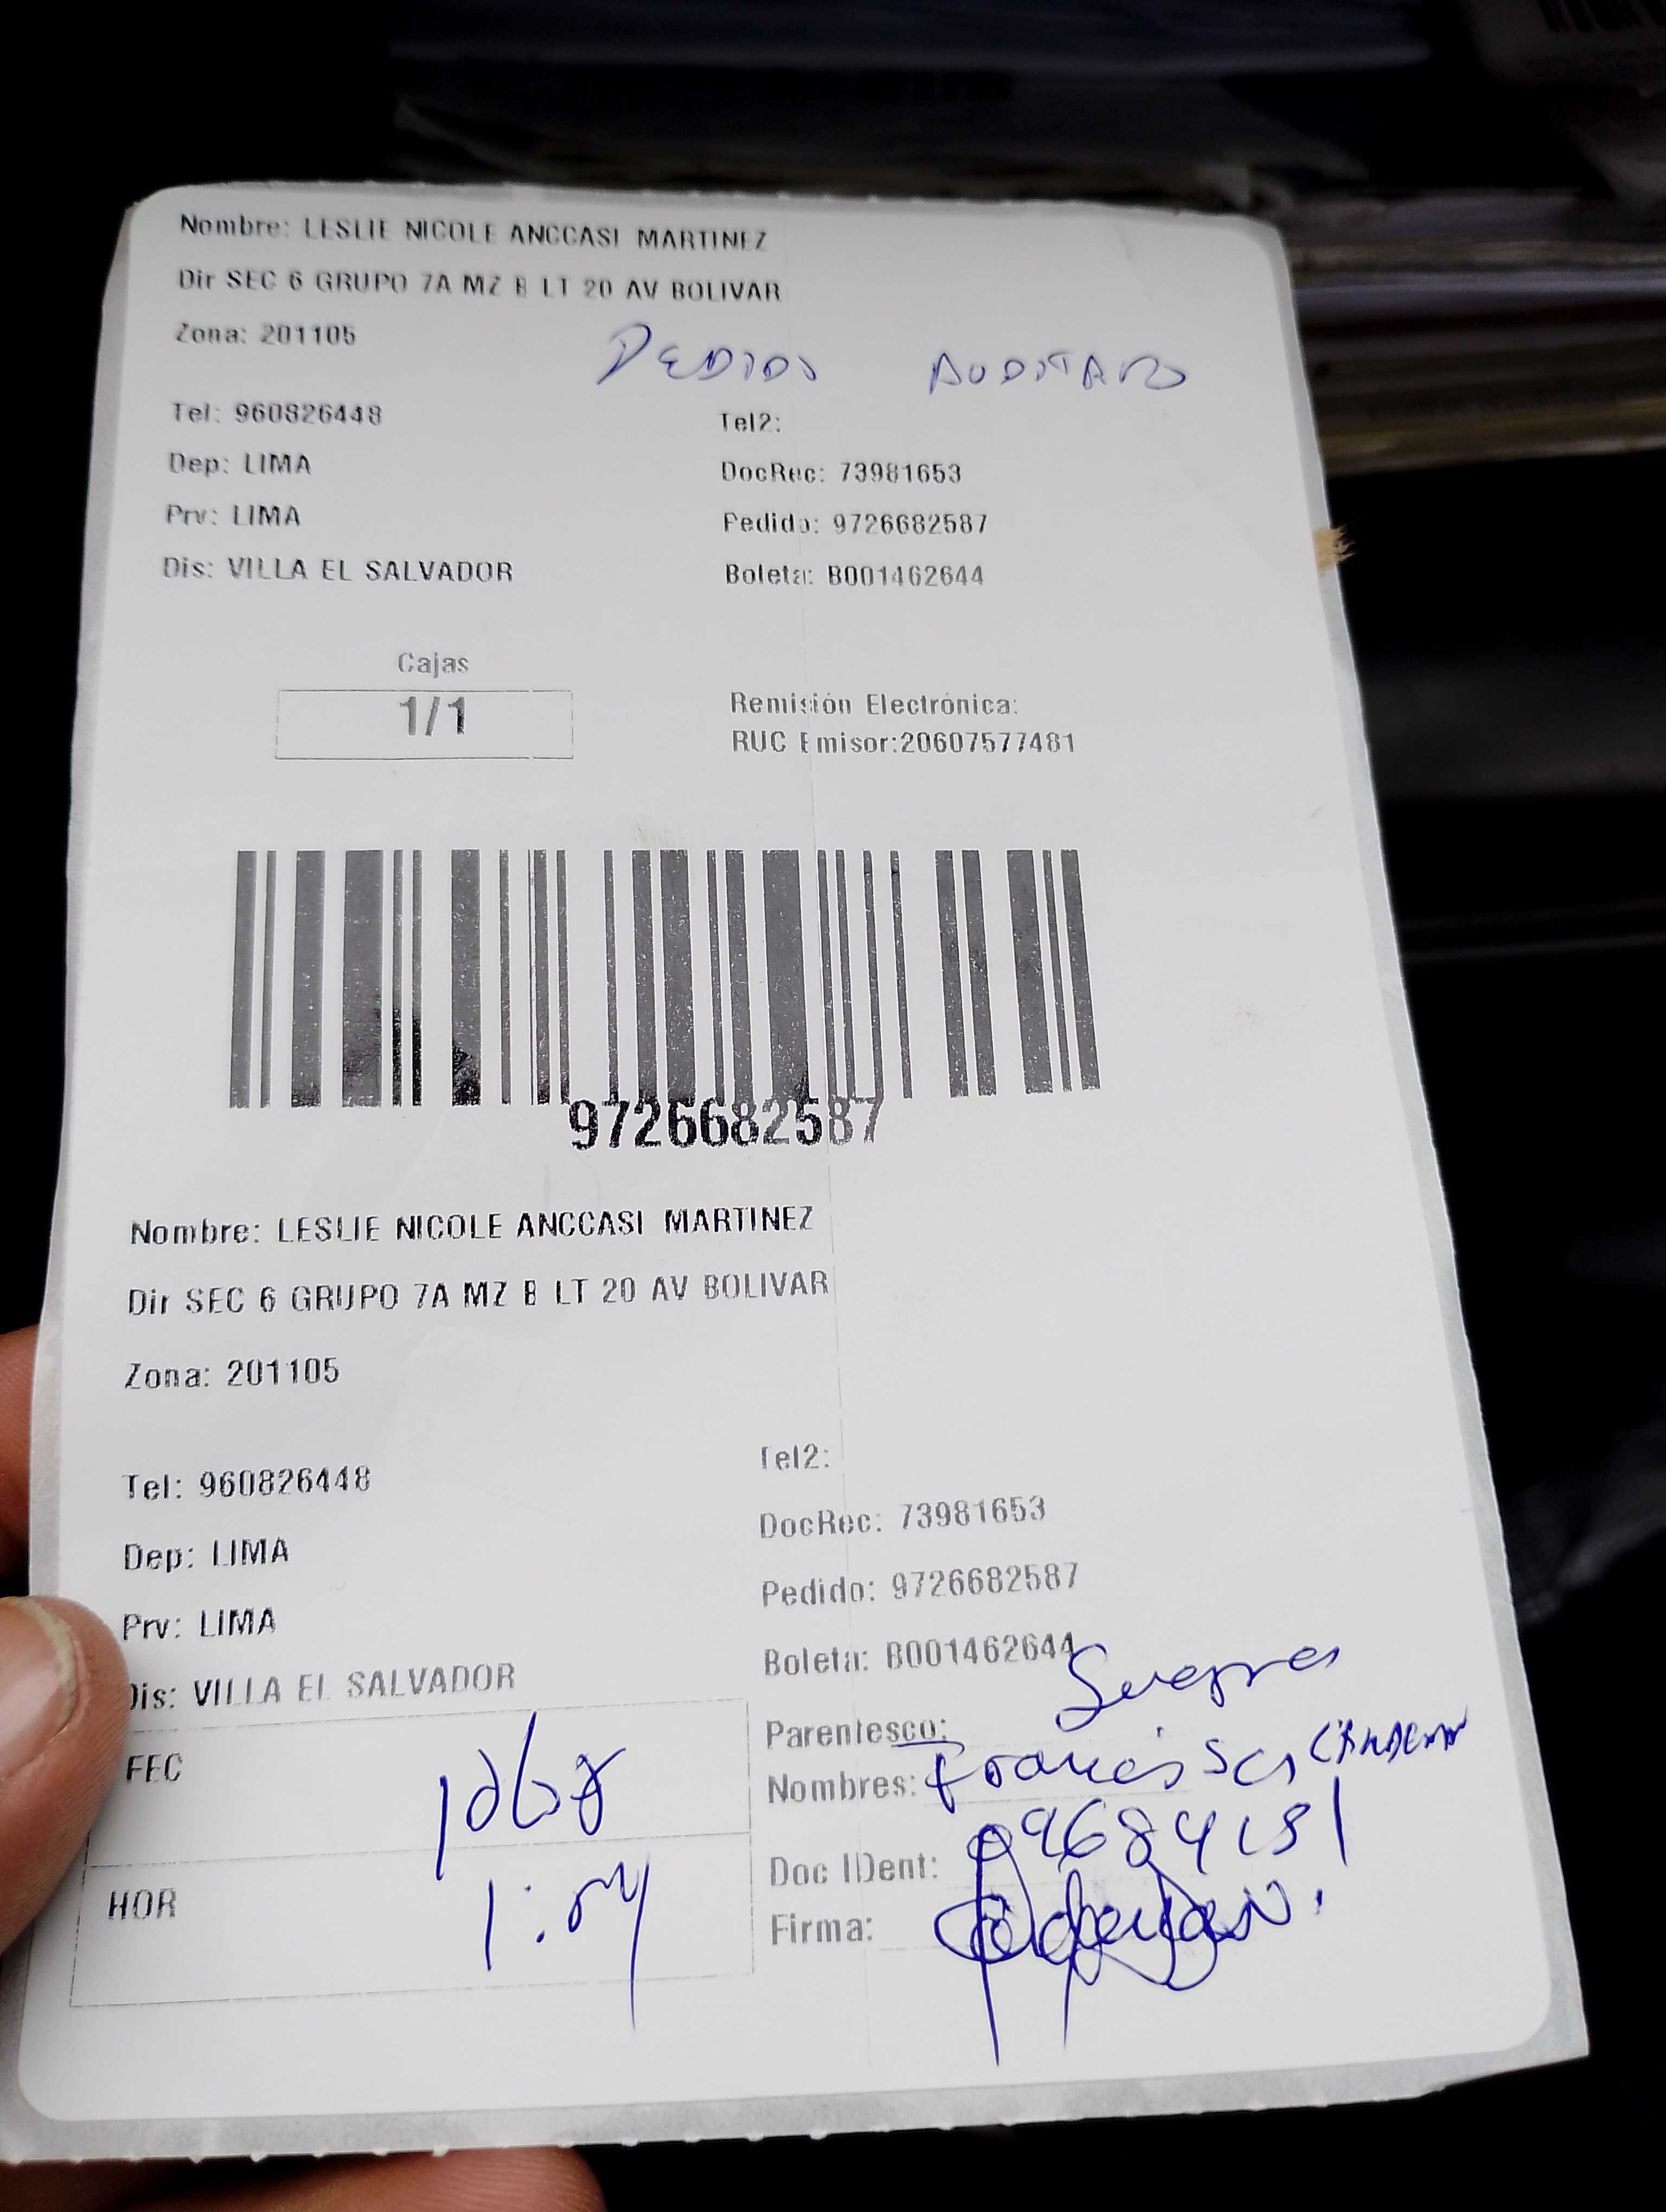 Nombre: LESLIE NICOLE ANCCASI MARTINEZ
Dir SEC 6 GRUPO 7A MZ B LT 20 AV BOLIVAR
Zona: 201105
PEDIDO AUDITADO
Tel: 960826448 Tel2:
Dep: LIMA DocRec: 73981653
Prv: LIMA Pedido: 9726682587
Dis: VILLA EL SALVADOR Boleta: B001462644
Cajas
1/1
Remisión Electrónica:
RUC Emisor:20607577481
9726682587
Nombre: LESLIE NICOLE ANCCASI MARTINEZ
Dir SEC 6 GRUPO 7A MZ B LT 20 AV BOLIVAR
Zona: 201105
Tel: 960826448 Tel2:
Dep: LIMA DocRec: 73981653
Prv: LIMA Pedido: 9726682587
Dis: VILLA EL SALVADOR Boleta: B001462644
Parentesco: Suegra
FEC
Nombres:
Doc IDent:
HOR
Firma: